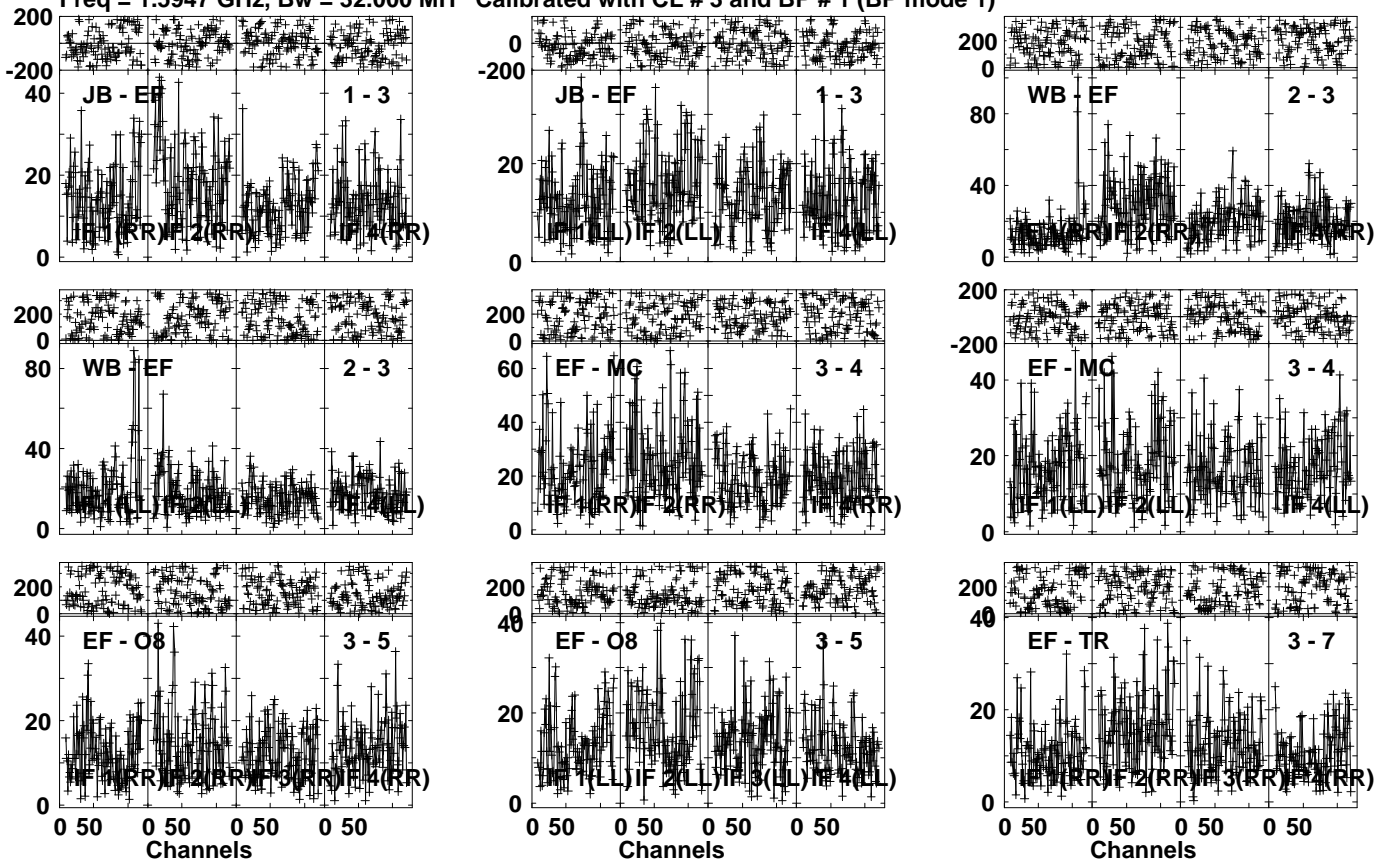 Freq = 1.5947 GHz, Bw = 32.000 MH Calibrated with CL # 3 and BP # 1 (BP mode 1)
200
-200
0
-200
200
0
40
20
0
JB - EF
1 - 3
IF 1(RR)
IF 2(RR)
IF 4(RR)
20
0
JB - EF
1 - 3
IF 1(LL)
IF 2(LL)
IF 4(LL)
100
80
40
0
WB - EF
2 - 3
IF 1(RR)
IF 2(RR)
IF 4(RR)
200
0
200
0
200
-200
80
40
0
WB - EF
2 - 3
IF 1(LL)
IF 2(LL)
IF 4(LL)
60
40
20
0
EF - MC
3 - 4
IF 1(RR)
IF 2(RR)
IF 4(RR)
40
20
0
EF - MC
3 - 4
IF 1(LL)
IF 2(LL)
IF 4(LL)
200
0
200
0
200
0
40
20
0
EF - O8
3 - 5
IF 1(RR)
IF 2(RR)
IF 3(RR)
IF 4(RR)
40
20
0
EF - O8
3 - 5
IF 1(LL)
IF 2(LL)
IF 3(LL)
IF 4(LL)
40
20
0
EF - TR
3 - 7
IF 1(RR)
IF 2(RR)
IF 3(RR)
IF 4(RR)
0 50 0 50 0 50 0 50
0 50 0 50 0 50 0 50
0 50 0 50 0 50 0 50
Channels
Channels
Channels